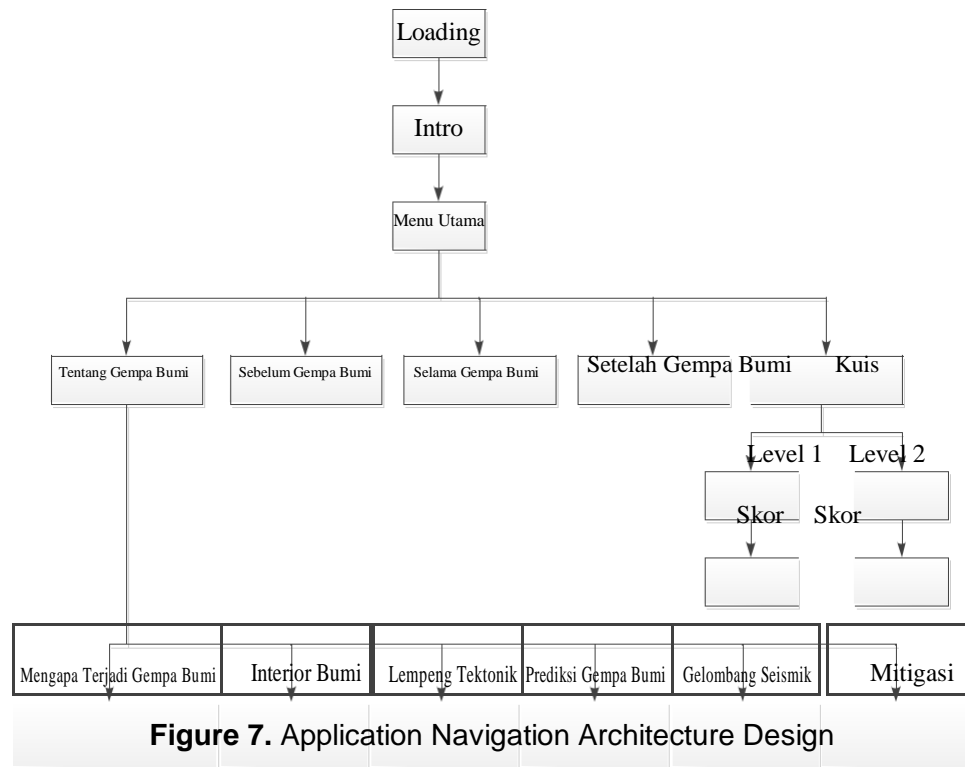 Loading
Intro
Menu Utama
Tentang Gempa Bumi
Sebelum Gempa Bumi
Selama Gempa Bumi
Setelah Gempa Bumi
Kuis
Level 1
Level 2
Skor
Skor
Mengapa Terjadi Gempa Bumi
Interior Bumi
Lempeng Tektonik
Prediksi Gempa Bumi
Gelombang Seismik
Mitigasi
Figure 7. Application Navigation Architecture Design